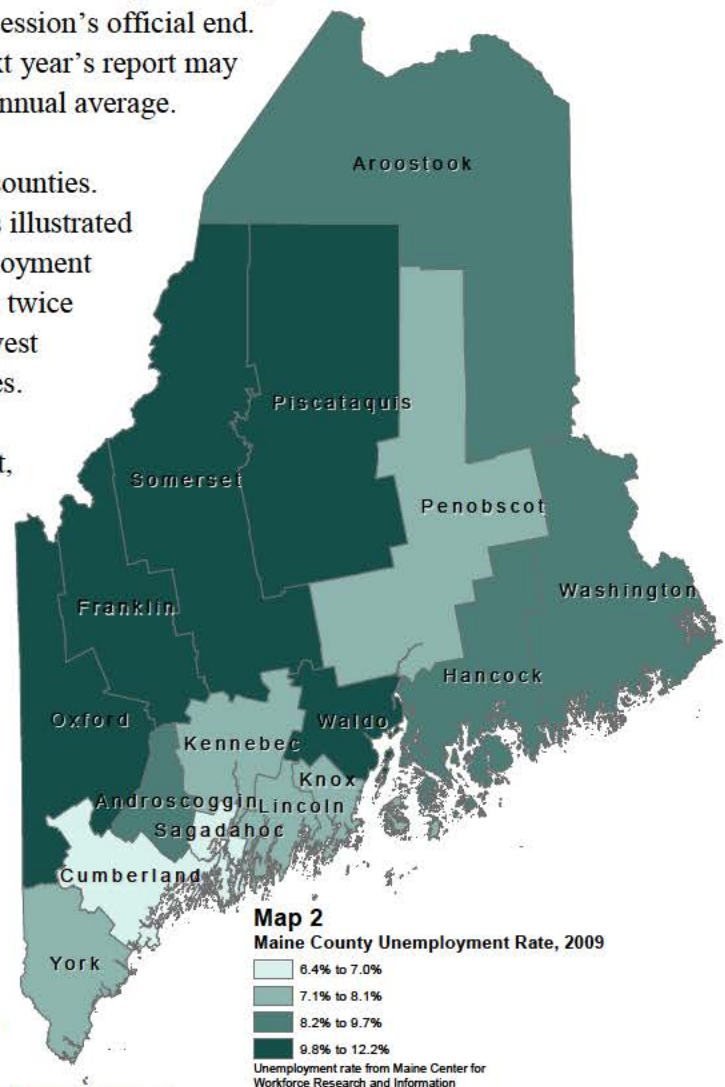 ession’s official end.
xt year’s report may
nnual average.
ounties.
s illustrated
oyment
twice
vest
es.
t,
Aroostook
Piscataquis
Somerset
Penobscot
Franklin
Washington
Hancock
Oxford
Waldo
Kennebec
Knox
Androscoggin
Lincoln
Sagadahoc
Cumberland
York
Map 2
Maine County Unemployment Rate, 2009
6.4% to 7.0%
7.1% to 8.1%
8.2% to 9.7%
9.8% to 12.2%
Unemployment rate from Maine Center for
Workforce Research and Information